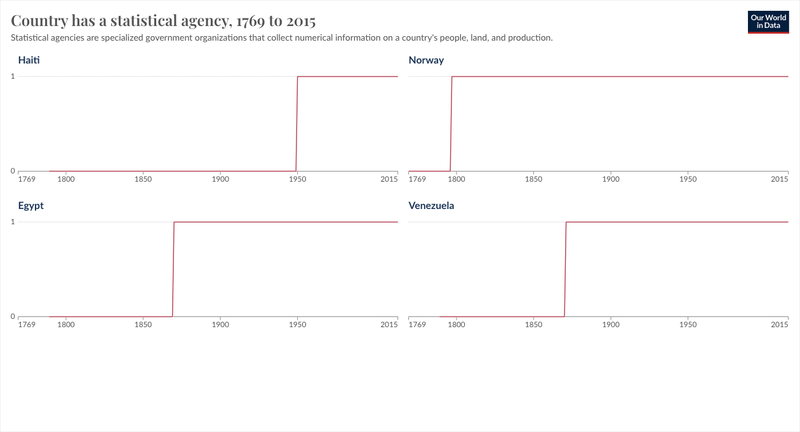 Country has a statistical agency, 1769 to 2015
Our World
in Data
Statistical agencies are specialized government organizations that collect numerical information on a country's people, land, and production.
Haiti
Norway
1
0
1769 1800 1850 1900 1950 2015
1769 1800 1850 1900 1950 2015
Egypt
Venezuela
1
0
1769 1800 1850 1900 1950 2015
1769 1800 1850 1900 1950 2015